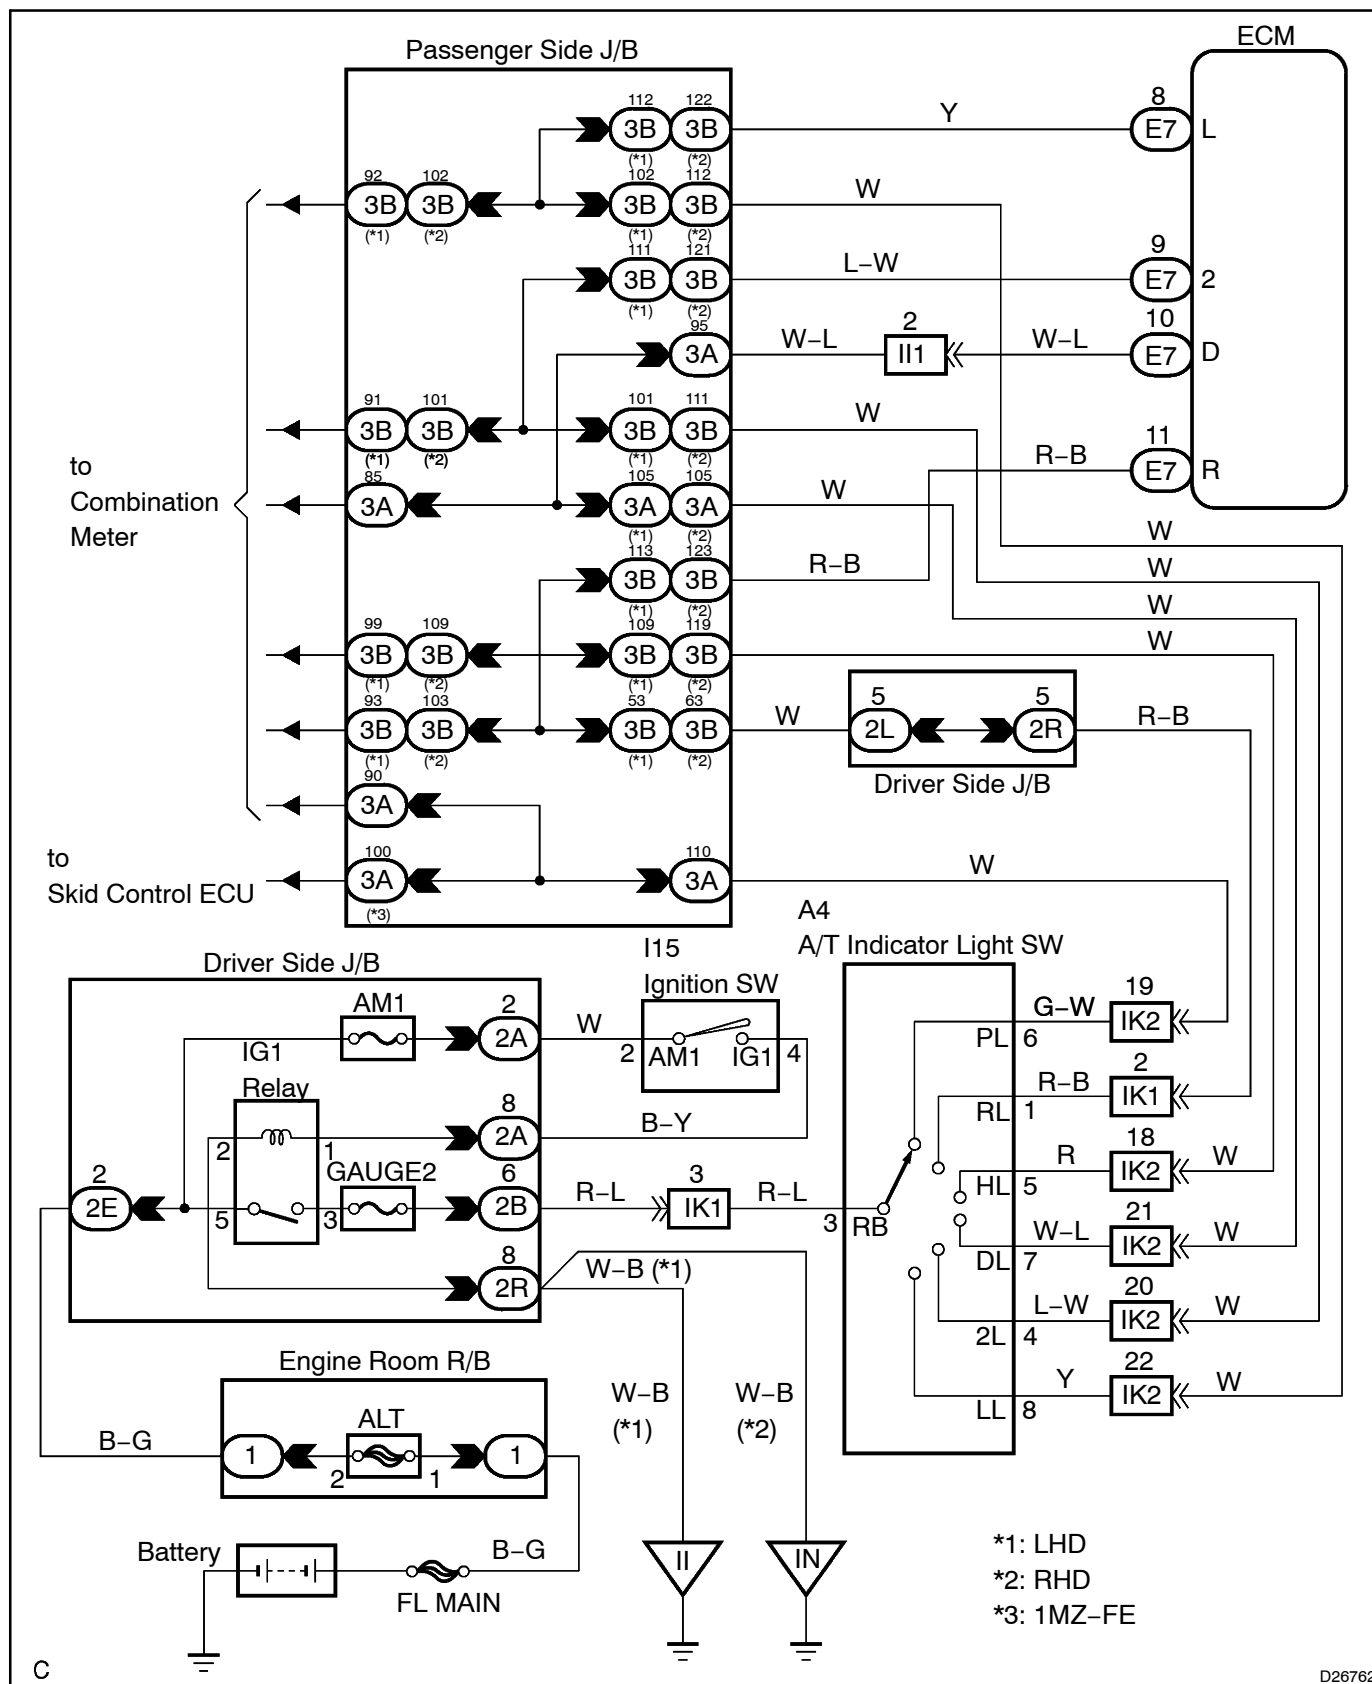 ECM
Passenger Side J/B
112 122
3B 3B
(*1) (*2)
Y
8
E7 L
92 102
3B 3B
(*1) (*2)
102 112
3B 3B
(*1) (*2)
W
111 121
3B 3B
(*1) (*2)
L–W
9
E7 2
95
3A
W–L
2
II1
W–L
10
E7 D
91 101
3B 3B
(*1) (*2)
101 111
3B 3B
(*1) (*2)
W
R–B
11
E7 R
to
Combination
Meter
85
3A
105 105
3A 3A
(*1) (*2)
W
W
113 123
3B 3B
(*1) (*2)
R–B
W
W
99 109
3B 3B
(*1) (*2)
109 119
3B 3B
(*1) (*2)
W
93 103
3B 3B
(*1) (*2)
53 63
3B 3B
(*1) (*2)
W
5 5
2L 2R
R–B
Driver Side J/B
90
3A
to
Skid Control ECU
100
3A
(*3)
110
3A
W
A4
A/T Indicator Light SW
I15
Ignition SW
Driver Side J/B
AM1
2
2A
W
2 AM1 IG1 4
IG1
Relay
2 1
8
2A
B–Y
GAUGE2
2
2E
5 3
6
2B
R–L
3
IK1
R–L
3 RB
8
2R
W–B (*1)
G–W
19
IK2
PL 6
R–B
2
IK1
RL 1
R
18
IK2
W
HL 5
W–L
21
IK2
W
DL 7
L–W
20
IK2
W
2L 4
Y
22
IK2
W
LL 8
Engine Room R/B
ALT
B–G
1 2 1 1
W–B
(*1)
W–B
(*2)
Battery
B–G
FL MAIN
II
IN
*1: LHD
*2: RHD
*3: 1MZ–FE
C
D26762